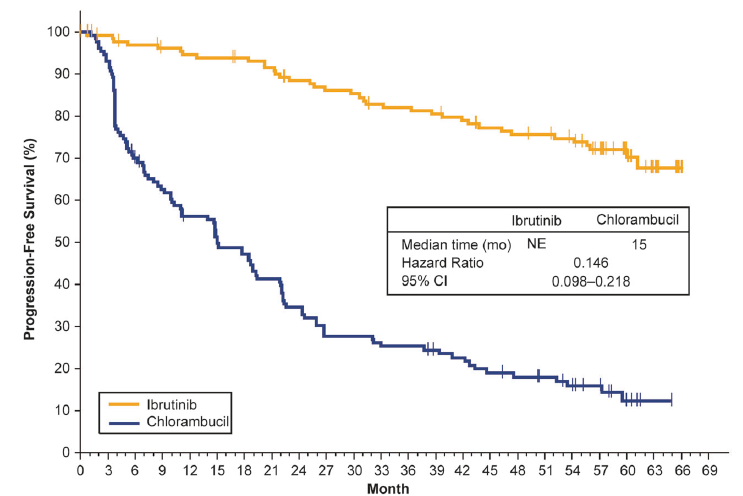 Progression-Free Survival (%)
100
90
80
70
60
50
40
30
20
10
0
Ibrutinib Chlorambucil
Median time (mo) NE 15
Hazard Ratio 0.146
95% CI 0.098–0.218
Ibrutinib
Chlorambucil
0 3 6 9 12 15 18 21 24 27 30 33 36 39 42 45 48 51 54 57 60 63 66 69
Month